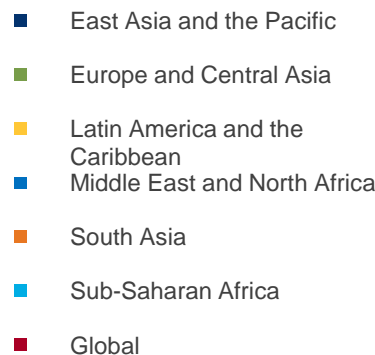 East Asia and the Pacific
Europe and Central Asia
Latin America and the
Caribbean
Middle East and North Africa
South Asia
Sub-Saharan Africa
Global